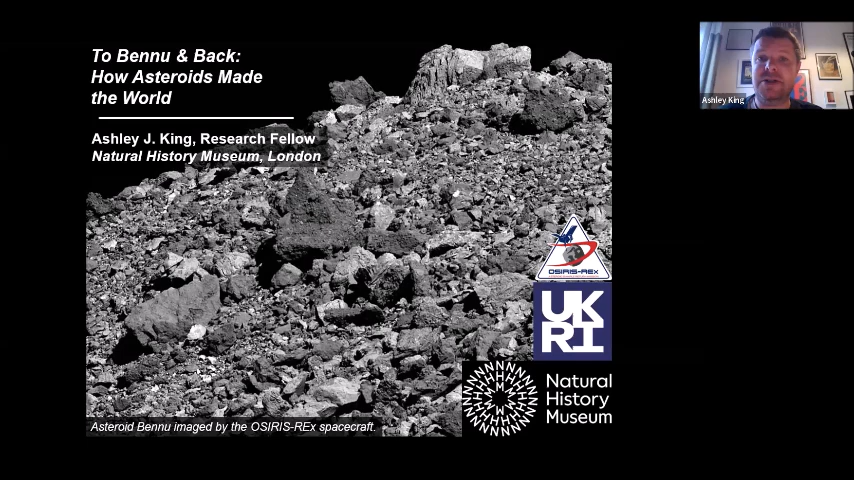 To Bennu & Back:
How Asteroids Made
the World
Ashley J. King, Research Fellow
Natural History Museum, London
Ashley King
OSIRIS-REx
UK
RI
Natural
History
Museum
Asteroid Bennu imaged by the OSIRIS-REx spacecraft.